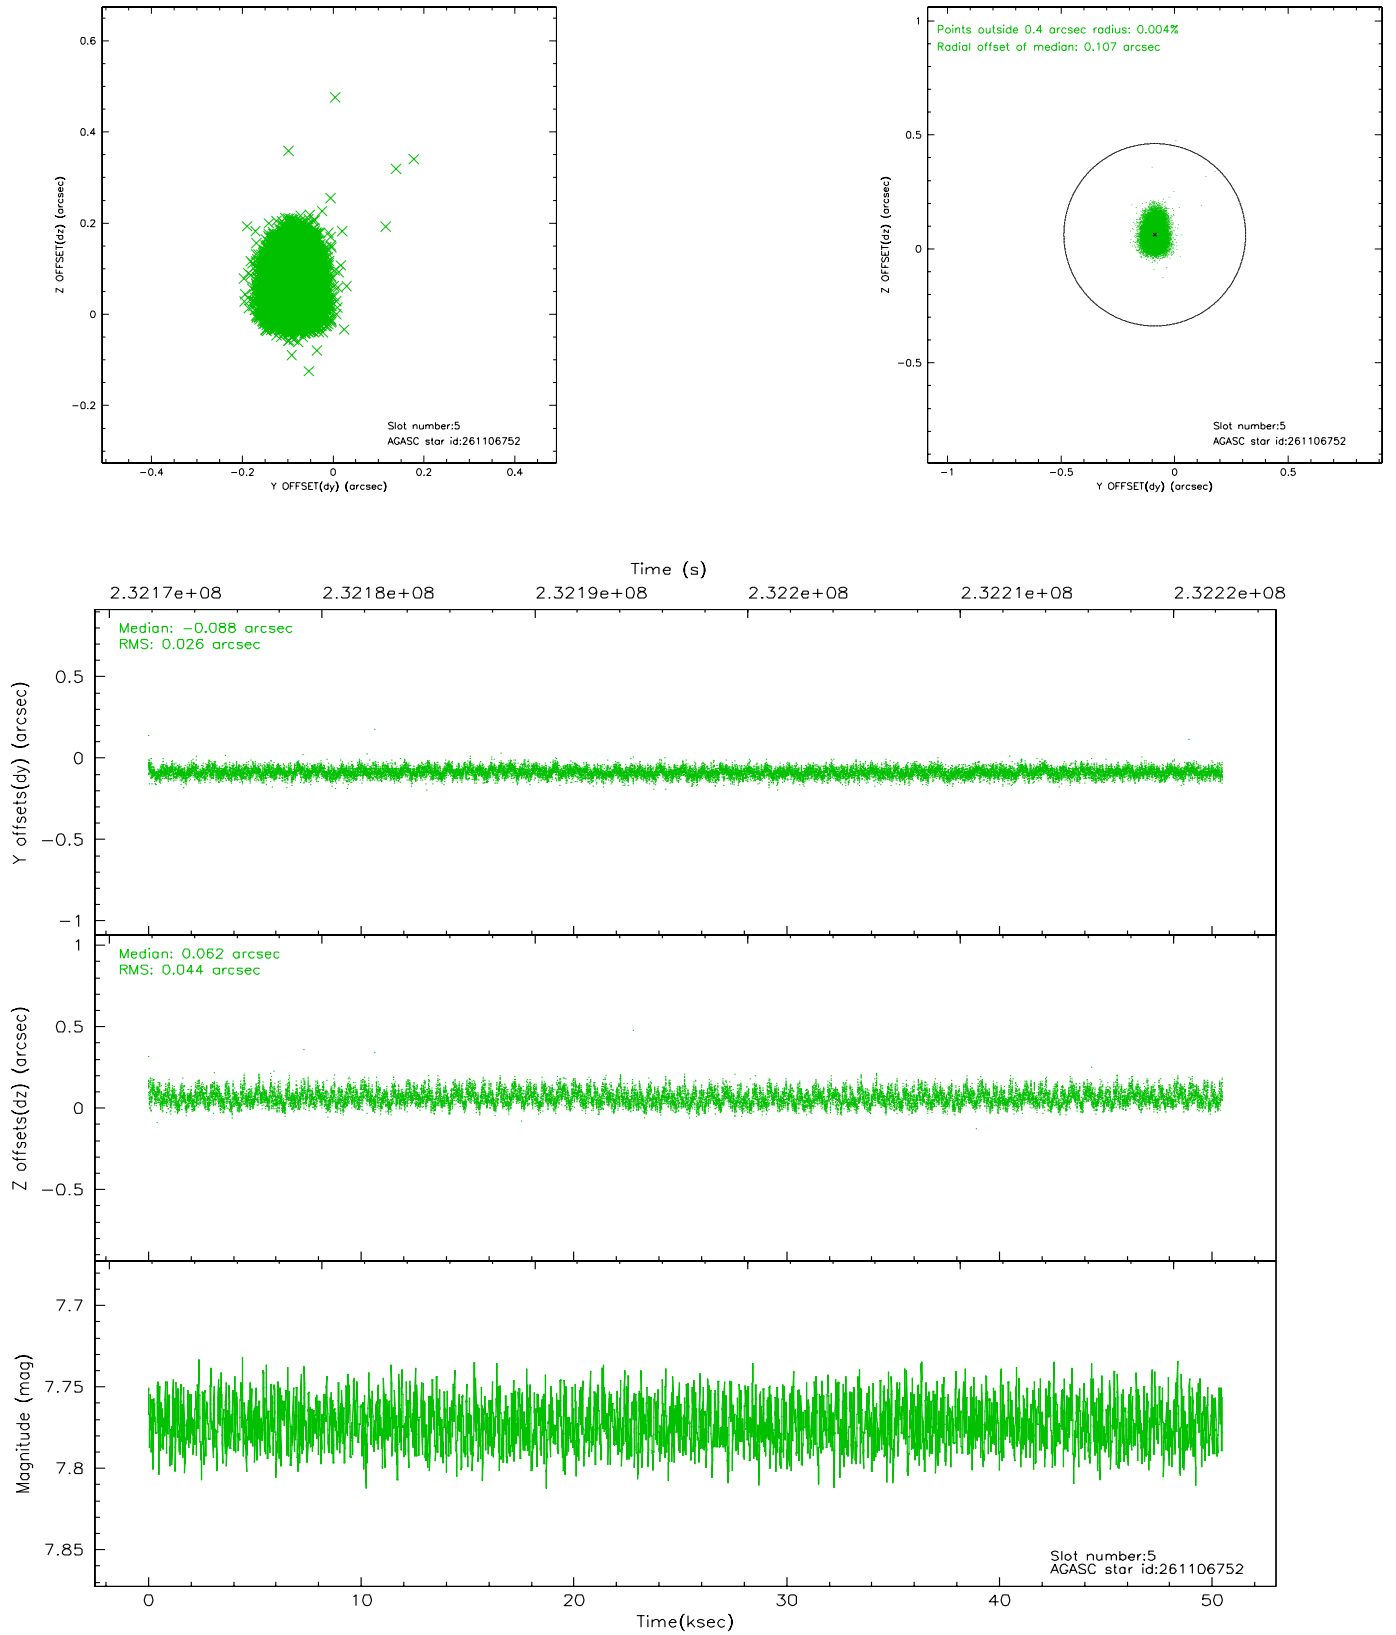 0.6
0.4
0.2
0
−0.2
Z OFFSET(dz) (arcsec)
Slot number:5
AGASC star id:261106752
−0.4 −0.2 0 0.2 0.4
Y OFFSET(dy) (arcsec)
Points outside 0.4 arcsec radius: 0.004%
Radial offset of median: 0.107 arcsec
1
0.5
0
−0.5
Z OFFSET(dz) (arcsec)
Slot number:5
AGASC star id:261106752
−1 −0.5 0 0.5
Y OFFSET(dy) (arcsec)
Time (s)
2.3217e+08 2.3218e+08 2.3219e+08 2.322e+08 2.3221e+08 2.3222e+08
Median: −0.088 arcsec
RMS: 0.026 arcsec
0.5
0
−0.5
−1
Y offsets(dy) (arcsec)
Median: 0.062 arcsec
RMS: 0.044 arcsec
1
0.5
0
−0.5
Z offsets(dz) (arcsec)
7.7
7.75
7.8
7.85
Magnitude (mag)
Slot number:5
AGASC star id:261106752
0 10 20 30 40 50
Time(ksec)